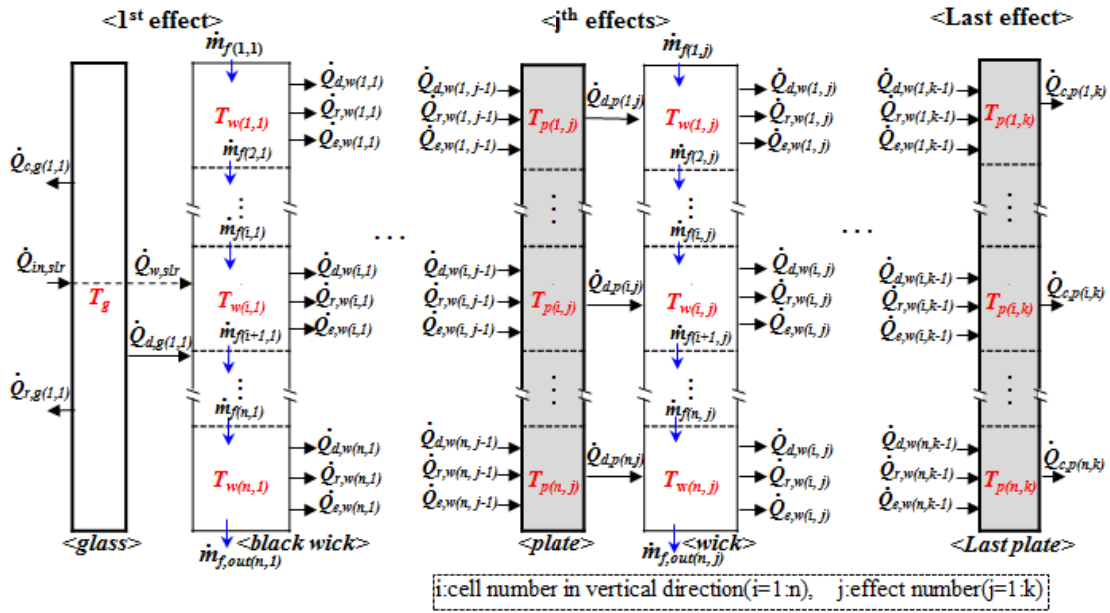 <1st effect>
<jth effects>
<Last effect>
ṁf(1,1)
Q̇d,w(1,1)
Q̇r,w(1,1)
Q̇e,w(1,1)
Tw(1,1)
ṁf(2,1)
⋮
ṁf(i,1)
Q̇c,g(1,1)
Q̇in,slr
Tg
Q̇w,slr
Q̇d,g(1,1)
Q̇r,g(1,1)
Q̇d,w(i,1)
Q̇r,w(i,1)
Q̇e,w(i,1)
Tw(i,1)
ṁf(i+1,1)
⋮
ṁf(n,1)
Q̇d,w(n,1)
Q̇r,w(n,1)
Q̇e,w(n,1)
Tw(n,1)
<glass>
<black wick>
ṁf,out(n,1)
...
Q̇d,w(1,j-1)
Q̇r,w(1,j-1)
Q̇e,w(1,j-1)
Tp(1,j)
Q̇d,p(1,j)
ṁf(1,j)
Tw(1,j)
Q̇d,w(1,j)
Q̇r,w(1,j)
Q̇e,w(1,j)
ṁf(2,j)
⋮
⋮
ṁf(i,j)
Q̇d,w(i,j-1)
Q̇r,w(i,j-1)
Q̇e,w(i,j-1)
Tp(i,j)
Q̇d,p(i,j)
Tw(i,j)
Q̇d,w(i,j)
Q̇r,w(i,j)
Q̇e,w(i,j)
ṁf(i+1,j)
⋮
⋮
ṁf(n,j)
Q̇d,w(n,j-1)
Q̇r,w(n,j-1)
Q̇e,w(n,j-1)
Tp(n,j)
Q̇d,p(n,j)
Tw(n,j)
Q̇d,w(i,j)
Q̇r,w(i,j)
Q̇e,w(i,j)
<plate>
<wick>
ṁf,out(n,j)
...
Q̇d,w(1,k-1)
Q̇r,w(1,k-1)
Q̇e,w(1,k-1)
Tp(1,k)
Q̇c,p(1,k)
⋮
Q̇d,w(i,k-1)
Q̇r,w(i,k-1)
Q̇e,w(i,k-1)
Tp(i,k)
Q̇c,p(i,k)
⋮
Q̇d,w(n,k-1)
Q̇r,w(n,k-1)
Q̇e,w(n,k-1)
Tp(n,k)
Q̇c,p(n,k)
<Last plate>
i:cell number in vertical direction(i=1:n), j:effect number(j=1:k)